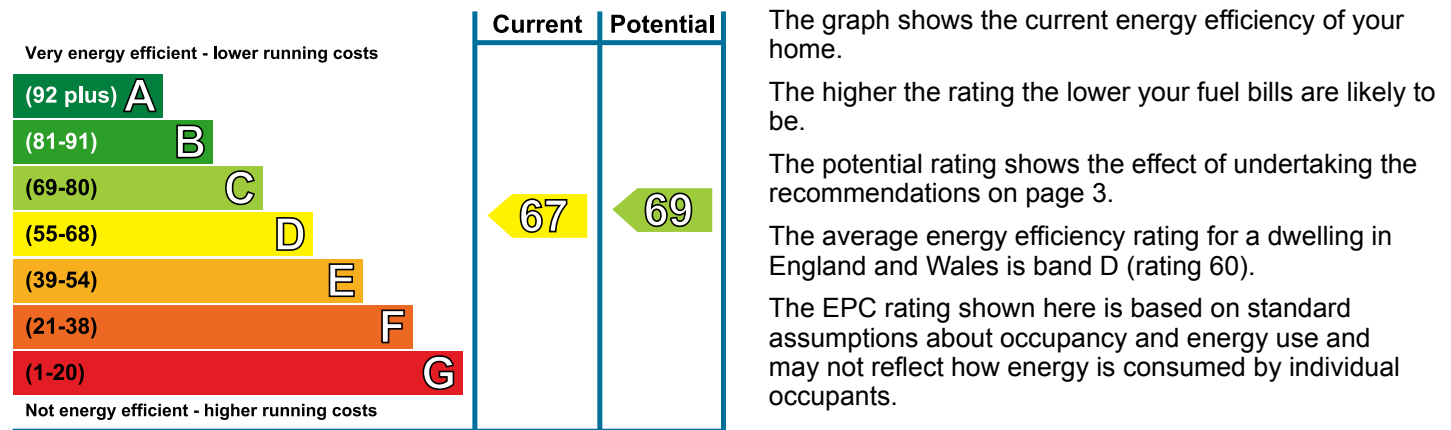 Current Potential
Very energy efficient - lower running costs
(92 plus) A
(81-91) B
(69-80) C
(55-68) D
(39-54) E
(21-38) F
(1-20) G
67
69
Not energy efficient - higher running costs
The graph shows the current energy efficiency of your
home.
The higher the rating the lower your fuel bills are likely to
be.
The potential rating shows the effect of undertaking the
recommendations on page 3.
The average energy efficiency rating for a dwelling in
England and Wales is band D (rating 60).
The EPC rating shown here is based on standard
assumptions about occupancy and energy use and
may not reflect how energy is consumed by individual
occupants.